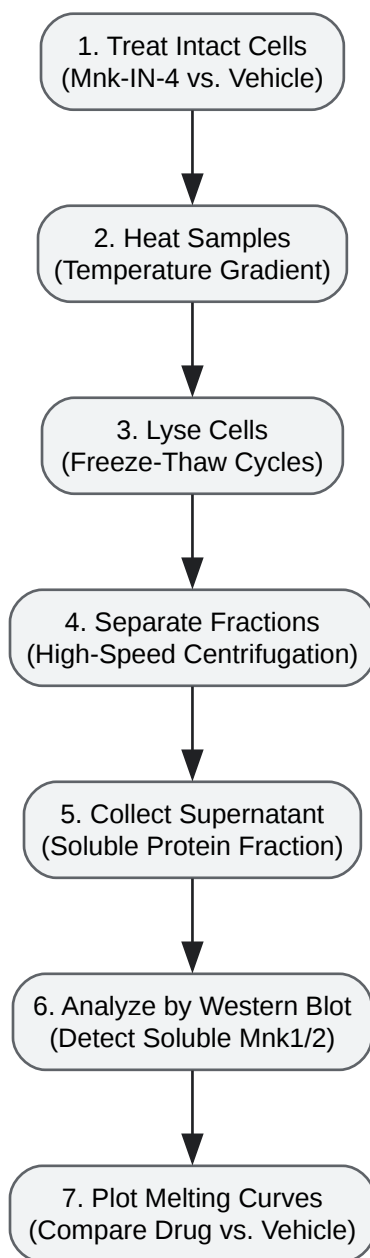 1. Treat Intact Cells
(Mnk-IN-4 vs. Vehicle)
2. Heat Samples
(Temperature Gradient)
3. Lyse Cells
(Freeze-Thaw Cycles)
4. Separate Fractions
(High-Speed Centrifugation)
5. Collect Supernatant
(Soluble Protein Fraction)
6. Analyze by Western Blot
(Detect Soluble Mnk1/2)
7. Plot Melting Curves
(Compare Drug vs. Vehicle)